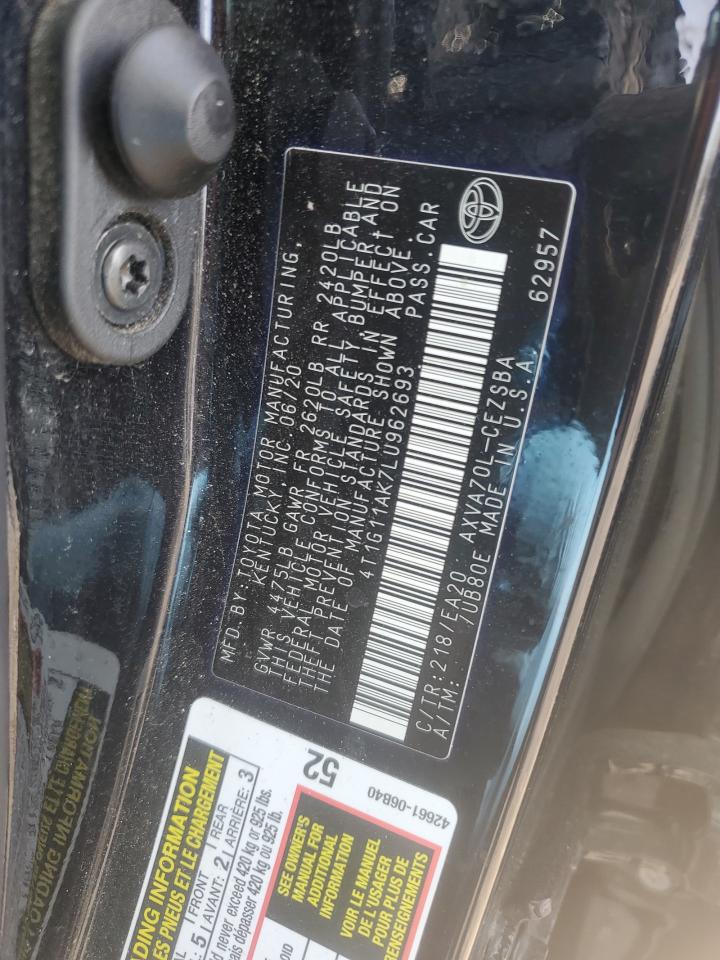 MFD. BY: TOYOTA MOTOR MANUFACTURING,
KENTUCKY, INC. 06/20
GVWR 4475LB GAWR FR 2620LB RR 2420LB
THIS VEHICLE CONFORMS TO ALL APPLICABLE
FEDERAL MOTOR VEHICLE SAFETY, BUMPER, AND
THEFT PREVENTION STANDARDS IN EFFECT ON
THE DATE OF MANUFACTURE SHOWN ABOVE.
4T1G11AK7LU962693 PASS.CAR
C/TR:218/EA20 AXVA70L-CEZSBA
A/TM: /UB80E MADE IN U.S.A. 62957
52
42661-06B40
DING INFORMATION
ES PNEUS ET LE CHARGEMENT
FRONT 2 REAR 3
5 AVANT: ARRIÈRE:
d never exceed 420 kg or 925 lbs.
ais dépasser 420 kg ou 925 lb.
SEE OWNER'S
MANUAL FOR
ADDITIONAL
INFORMATION
VOIR LE MANUEL
DE L'USAGER
POUR PLUS DE
RENSEIGNEMENTS